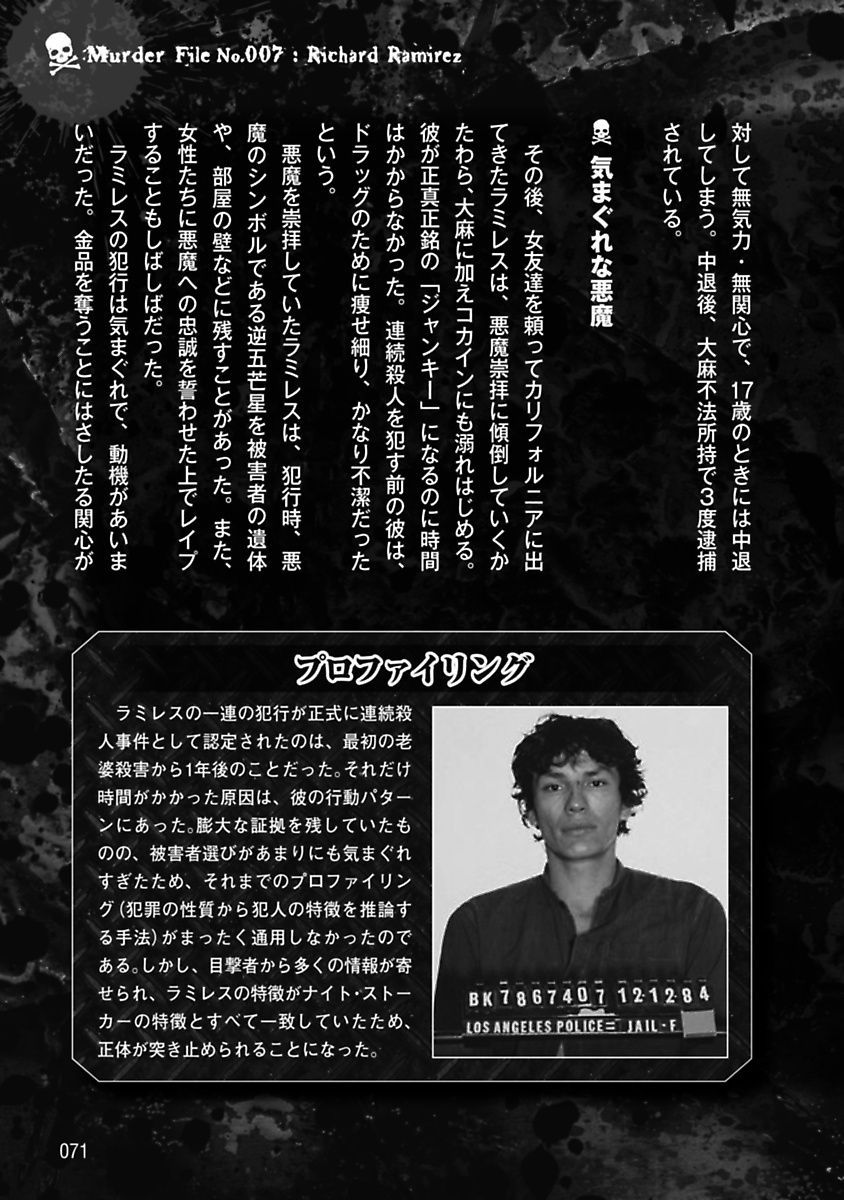 Murder File No.007 : Richard Ramirez
対して無気力・無関心で、17歳のときには中退
してしまう。中退後、大麻不法所持で3度逮捕
されている。
気まぐれな悪魔
その後、女友達を頼ってカリフォルニアに出
てきたラミレスは、悪魔崇拝に傾倒していくか
たわら、大麻に加えコカインにも溺れはじめる。
彼が正真正銘の「ジャンキー」になるのに時間
はかからなかった。連続殺人を犯す前の彼は、
ドラッグのために痩せ細り、かなり不潔だった
という。
悪魔を崇拝していたラミレスは、犯行時、悪
魔のシンボルである逆五芒星を被害者の遺体
や、部屋の壁などに残すことがあった。また、
女性たちに悪魔への忠誠を誓わせた上でレイプ
することもしばしばだった。
ラミレスの犯行は気まぐれで、動機があいま
いだった。金品を奪うことにはさしたる関心が
プロファイリング
ラミレスの一連の犯行が正式に連続殺
人事件として認定されたのは、最初の老
婆殺害から1年後のことだった。それだけ
時間がかかった原因は、彼の行動パター
ンにあった。膨大な証拠を残していたも
のの、被害者選びがあまりにも気まぐれ
すぎたため、それまでのプロファイリン
グ(犯罪の性質から犯人の特徴を推論す
る手法)がまったく通用しなかったので
ある。しかし、目撃者から多くの情報が寄
せられ、ラミレスの特徴がナイト・ストー
カーの特徴とすべて一致していたため、
正体が突き止められることになった。
BK 7867407 121284
LOS ANGELES POLICE= JAIL-F
071